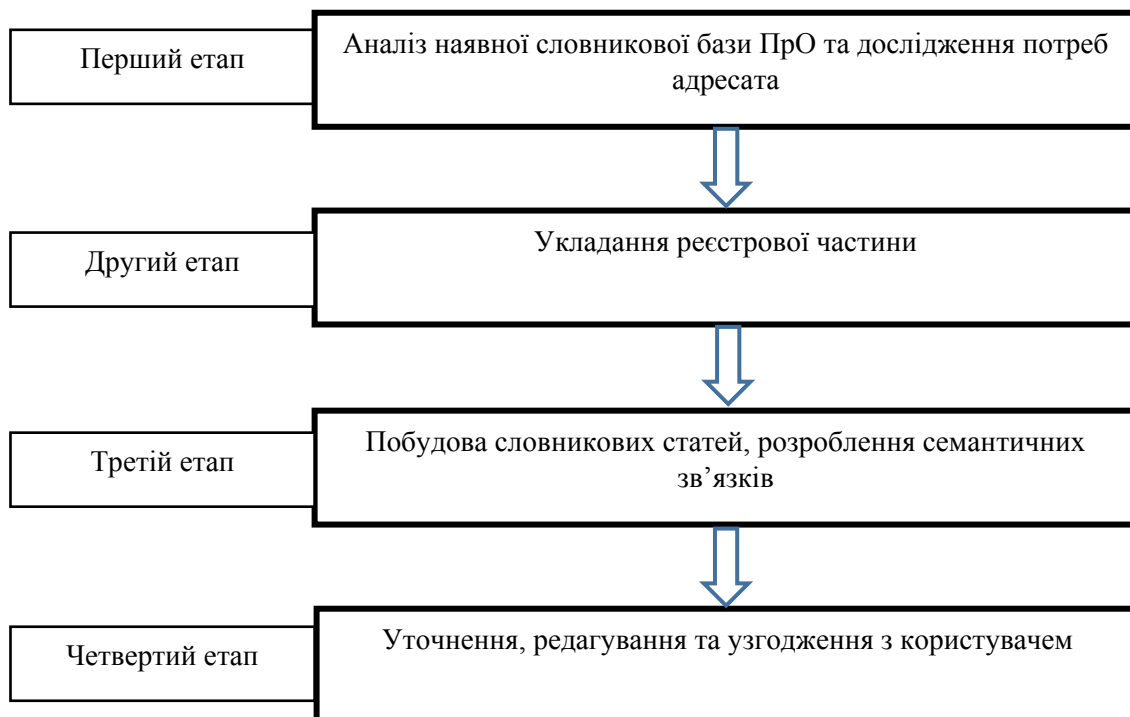 Перший етап
Аналіз наявної словникової бази ПрО та дослідження потреб
адресата
Другий етап
Укладання реєстрової частини
Третій етап
Побудова словникових статей, розроблення семантичних
зв’язків
Четвертий етап
Уточнення, редагування та узгодження з користувачем